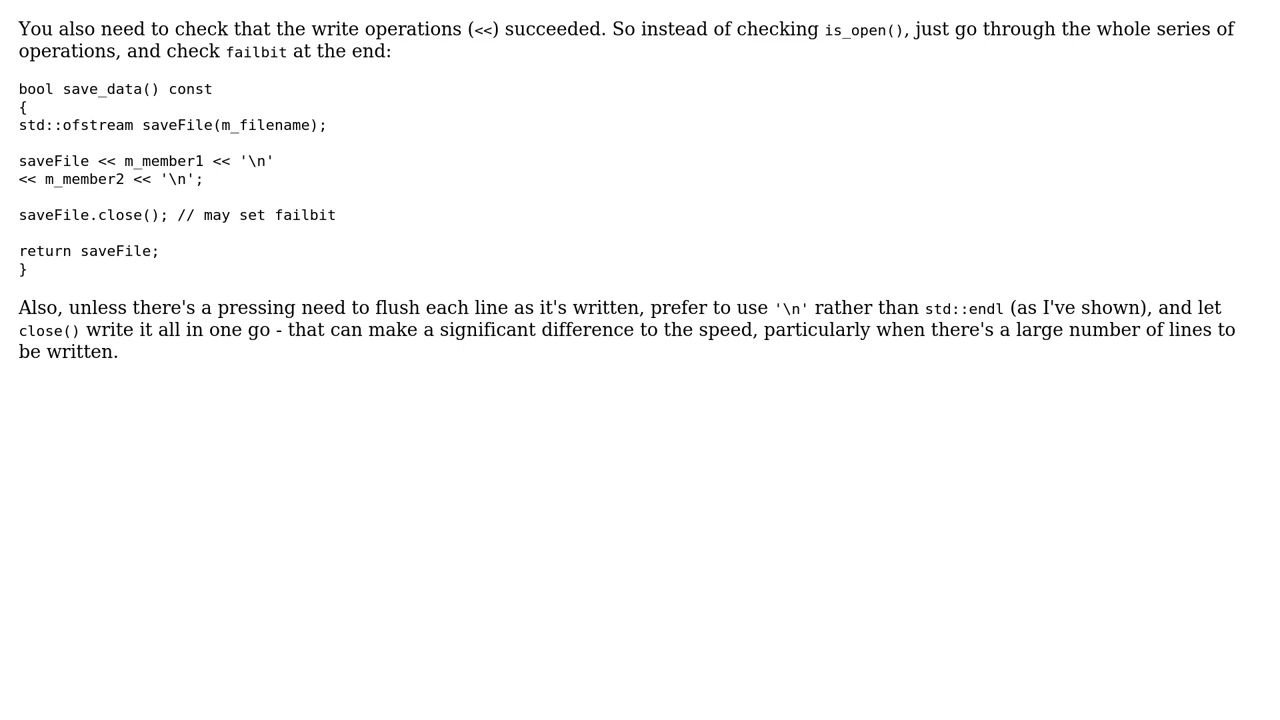 You also need to check that the write operations (<<) succeeded. So instead of checking is_open(), just go through the whole series of
operations, and check failbit at the end:
bool save_data() const
{
std::ofstream saveFile(m_filename);
saveFile << m_member1 << '\n'
<< m_member2 << '\n';
saveFile.close(); // may set failbit
return saveFile;
}
Also, unless there's a pressing need to flush each line as it's written, prefer to use '\n' rather than std::endl (as I've shown), and let
close() write it all in one go - that can make a significant difference to the speed, particularly when there's a large number of lines to
be written.